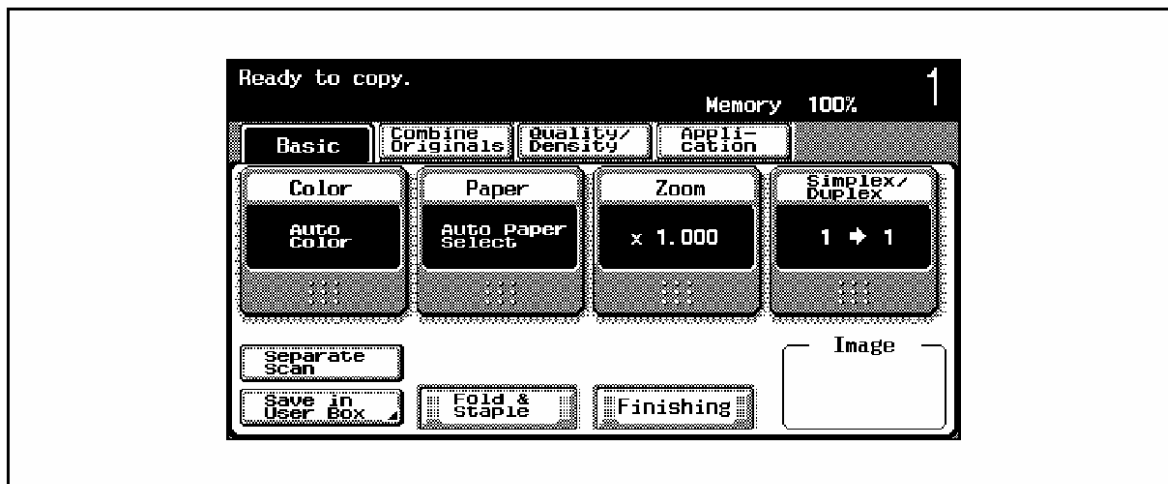 Ready to copy.
1
Memory 100%
Basic
Combine
Originals
Quality/
Density
Appli-
cation
Color
Paper
Zoom
Simplex/
Duplex
Auto
Color
Auto Paper
Select
x 1.000
1 → 1
Separate
Scan
Image
Save in
User Box
Fold &
Staple
Finishing